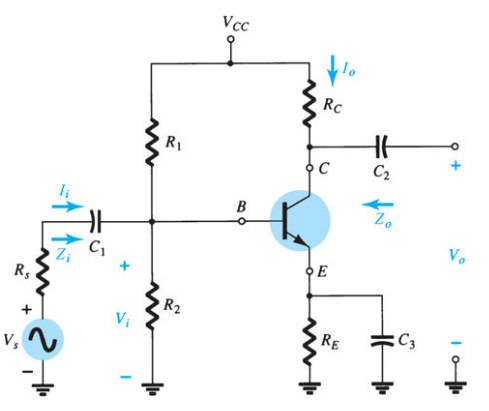 V_CC
I_o
R_C
R_1
C
C_2
+
I_i
B
Z_o
Z_i
C_1
R_s
+
E
V_o
+
R_2
V_s
V_i
R_E
C_3
–
–
–